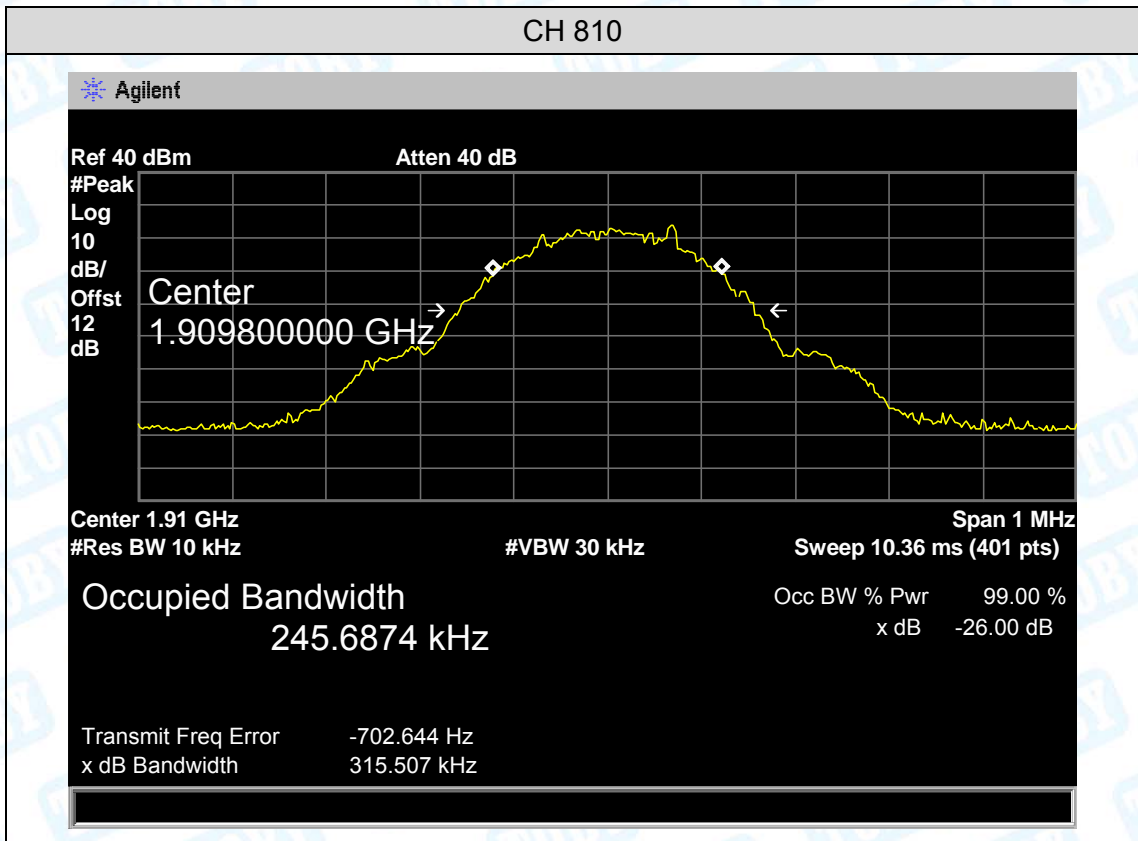 CH 810
Agilent
Ref 40 dBm Atten 40 dB
#Peak
Log
10
dB/
Offst
12
dB
Center
1.909800000 GHz
Center 1.91 GHz Span 1 MHz
#Res BW 10 kHz #VBW 30 kHz Sweep 10.36 ms (401 pts)
Occupied Bandwidth
245.6874 kHz
Occ BW % Pwr 99.00 %
x dB -26.00 dB
Transmit Freq Error -702.644 Hz
x dB Bandwidth 315.507 kHz